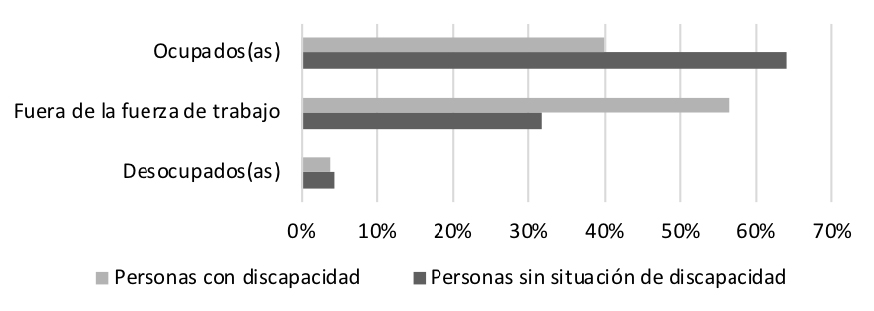 Ocupados(as)
Fuera de la fuerza de trabajo
Desocupados(as)
0% 10% 20% 30% 40% 50% 60% 70%
Personas con discapacidad Personas sin situación de discapacidad